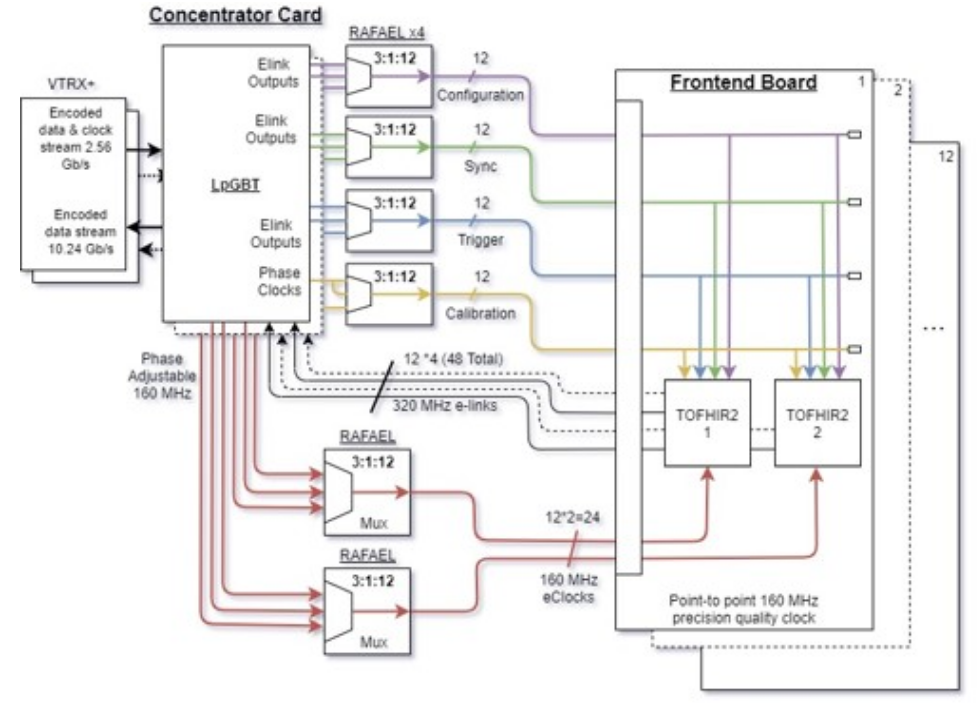 Concentrator Card
VTRX+
Encoded
data & clock
stream 2.56
Gb/s
Encoded
data stream
10.24 Gb/s
LpGBT
Elink
Outputs
Elink
Outputs
Elink
Outputs
Phase
Clocks
RAFAEL x4
3:1:12
12
Configuration
3:1:12
12
Sync
3:1:12
12
Trigger
3:1:12
12
Calibration
Phase
Adjustable
160 MHz
12 *4 (48 Total)
320 MHz e-links
RAFAEL
3:1:12
Mux
RAFAEL
3:1:12
Mux
12*2=24
160 MHz
eClocks
Frontend Board
1
2
12
...
TOFHIR2
1
TOFHIR2
2
Point-to point 160 MHz
precision quality clock